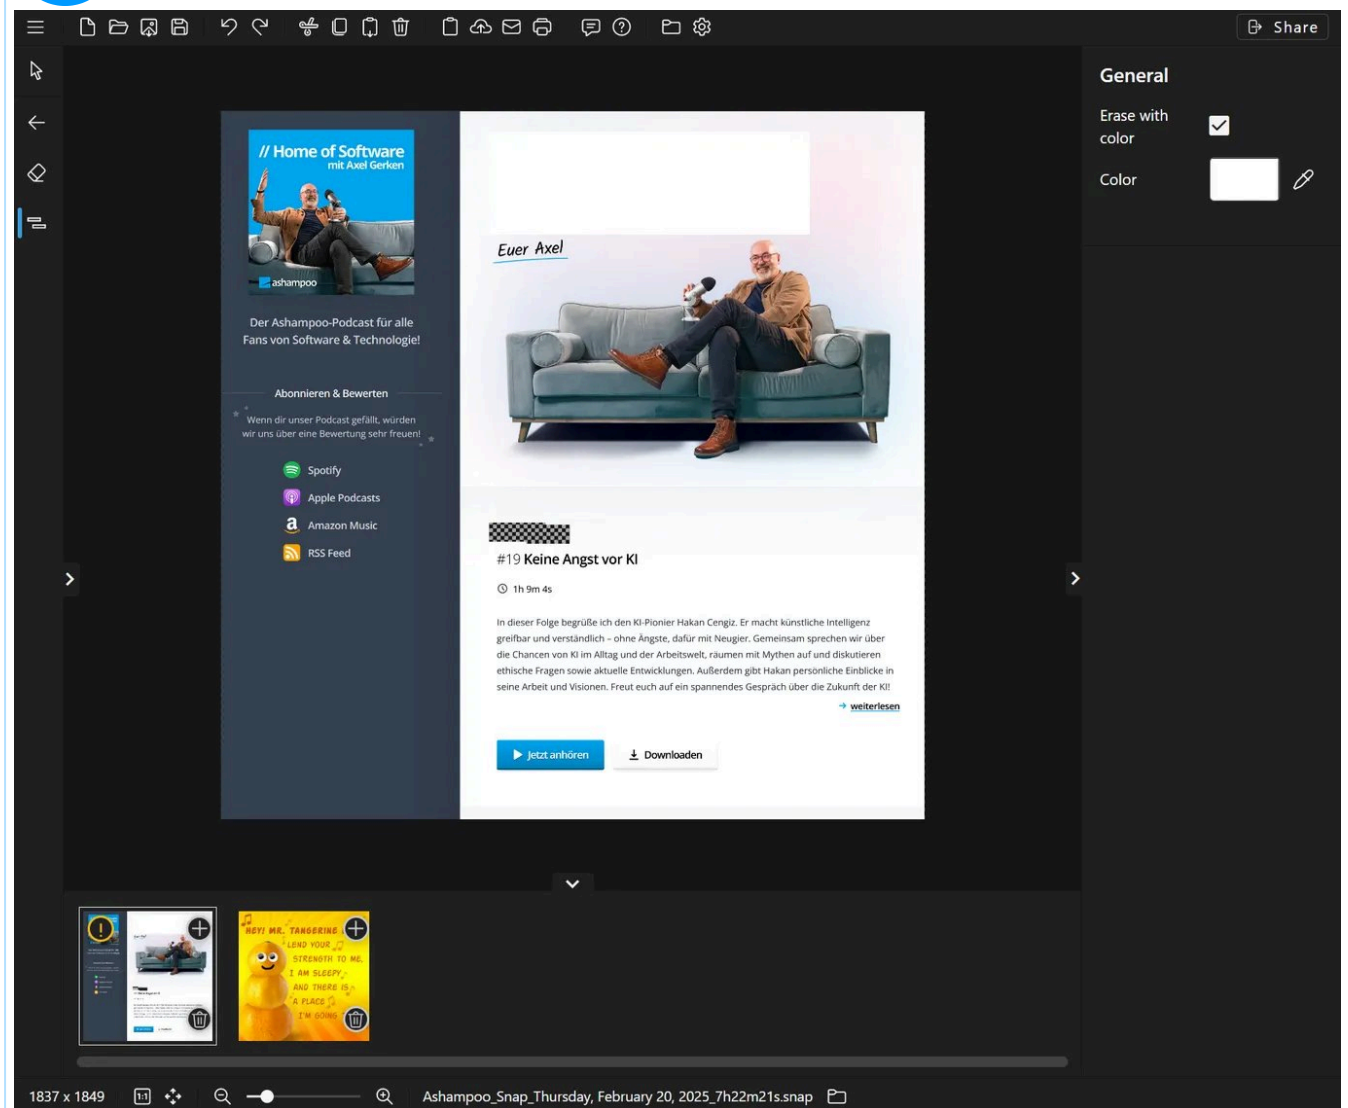 Share
General
Erase with
color
Color
// Home of Software
mit Axel Gerken
ashampoo
Der Ashampoo-Podcast für alle
Fans von Software & Technologie!
Abonnieren & Bewerten
Wenn dir unser Podcast gefällt, würden
wir uns über eine Bewertung sehr freuen!
Spotify
Apple Podcasts
Amazon Music
RSS Feed
Euer Axel
#19 Keine Angst vor KI
1h 9m 4s
In dieser Folge begrüße ich den KI-Pionier Hakan Cengiz. Er macht künstliche Intelligenz
greifbar und verständlich – ohne Ängste, dafür mit Neugier. Gemeinsam sprechen wir über
die Chancen von KI im Alltag und der Arbeitswelt, räumen mit Mythen auf und diskutieren
ethische Fragen sowie aktuelle Entwicklungen. Außerdem gibt Hakan persönliche Einblicke in
seine Arbeit und Visionen. Freut euch auf ein spannendes Gespräch über die Zukunft der KI!
weiterlesen
Jetzt anhören
Downloaden
HEY! MR. TANGERINE
LEND YOUR
STRENGTH TO ME,
I AM SLEEPY
AND THERE IS
A PLACE
I'M GOING
1837 x 1849
1:1
Ashampoo_Snap_Thursday, February 20, 2025_7h22m21s.snap